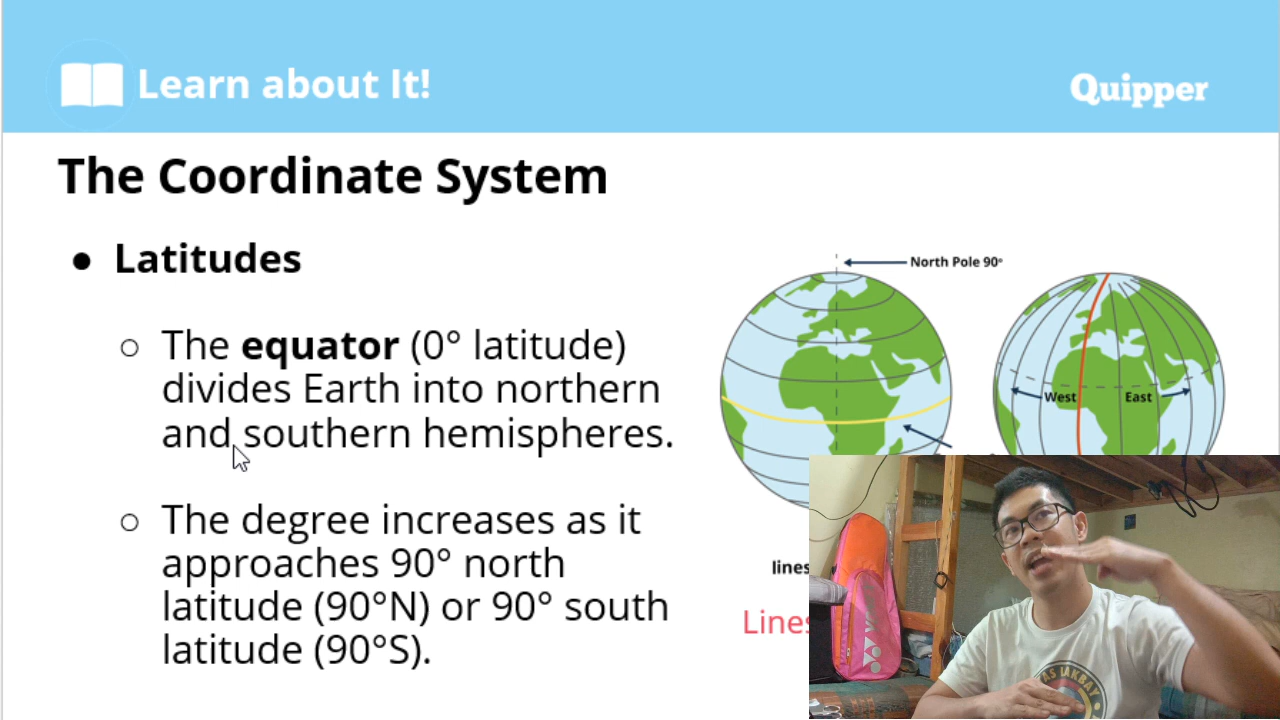 Learn about It!
Quipper
The Coordinate System
● Latitudes
○ The equator (0° latitude)
divides Earth into northern
and southern hemispheres.
○ The degree increases as it
approaches 90° north
latitude (90°N) or 90° south
latitude (90°S).
North Pole 90°
West
East
lines
Lines
LAKBAY